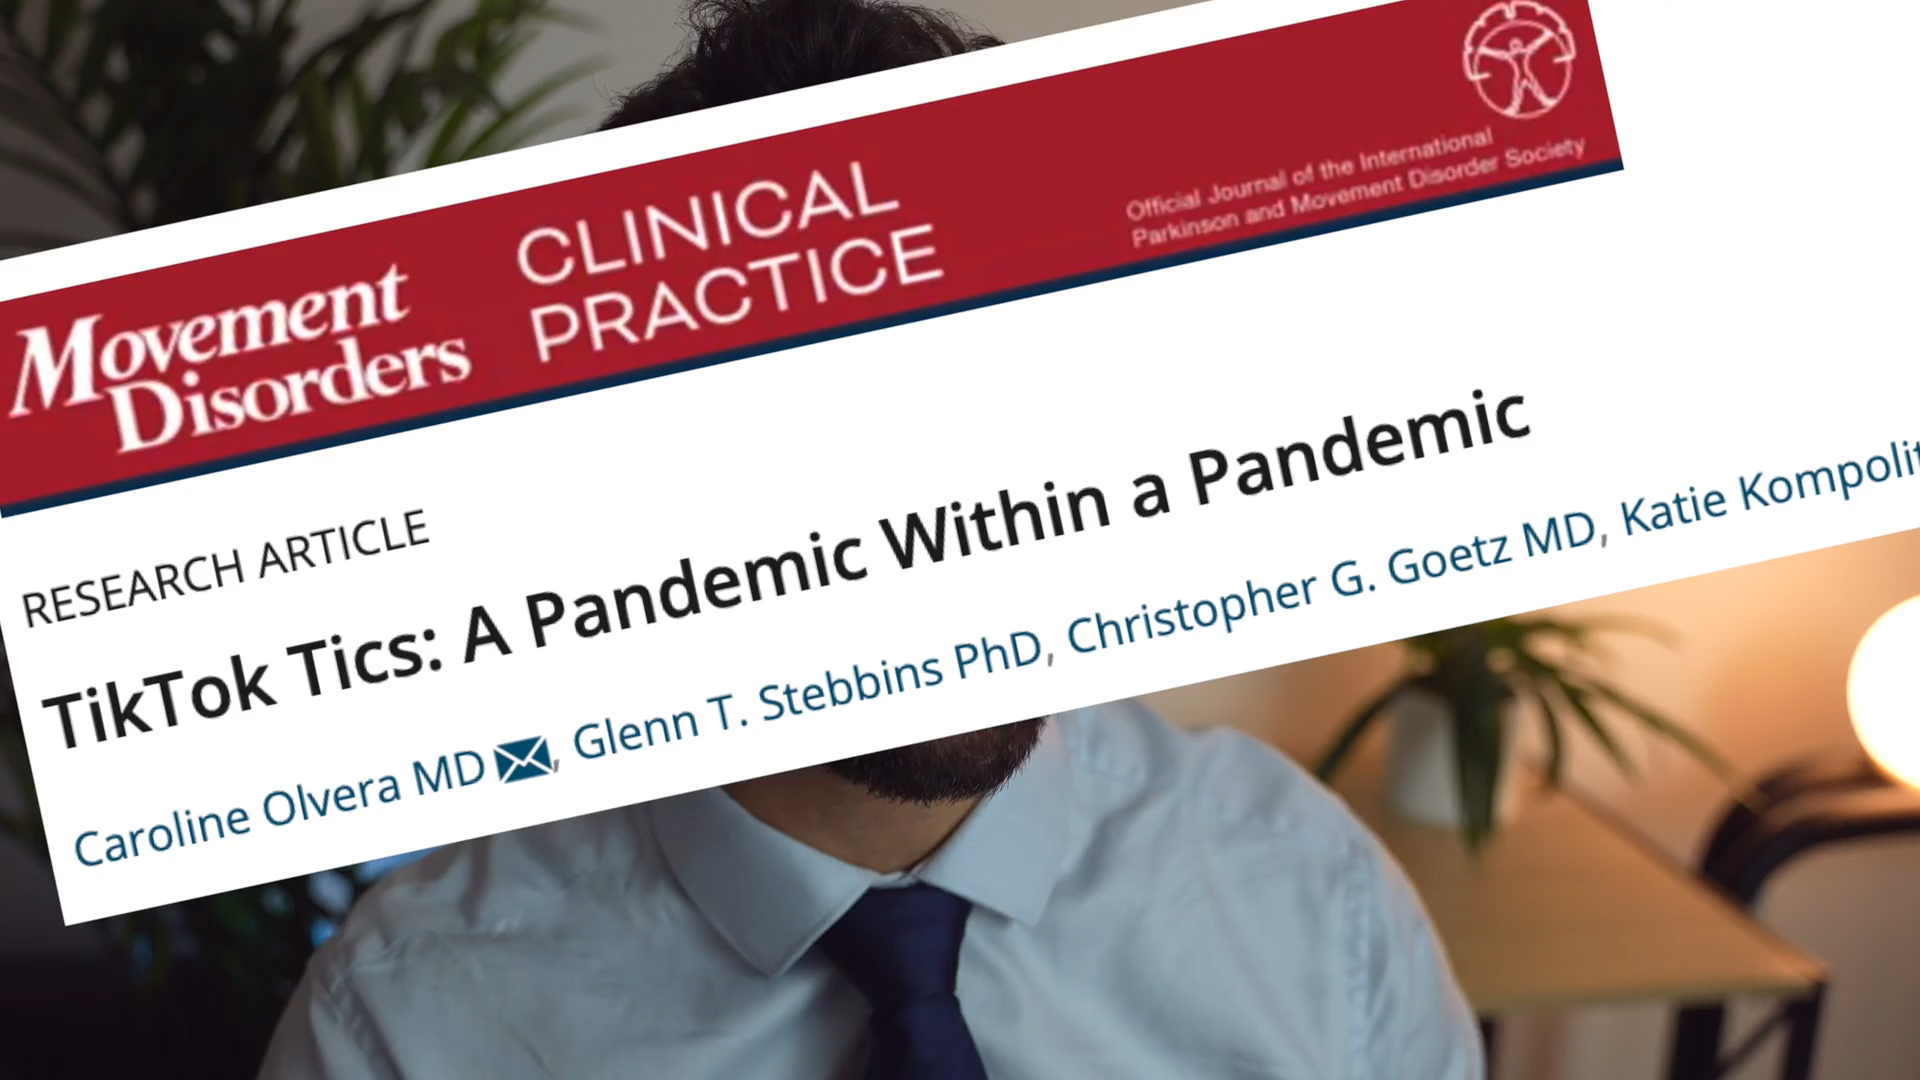 Movement
Disorders
CLINICAL
PRACTICE
Official Journal of the International
Parkinson and Movement Disorder Society
RESEARCH ARTICLE
TikTok Tics: A Pandemic Within a Pandemic
Caroline Olvera MD, Glenn T. Stebbins PhD, Christopher G. Goetz MD, Katie